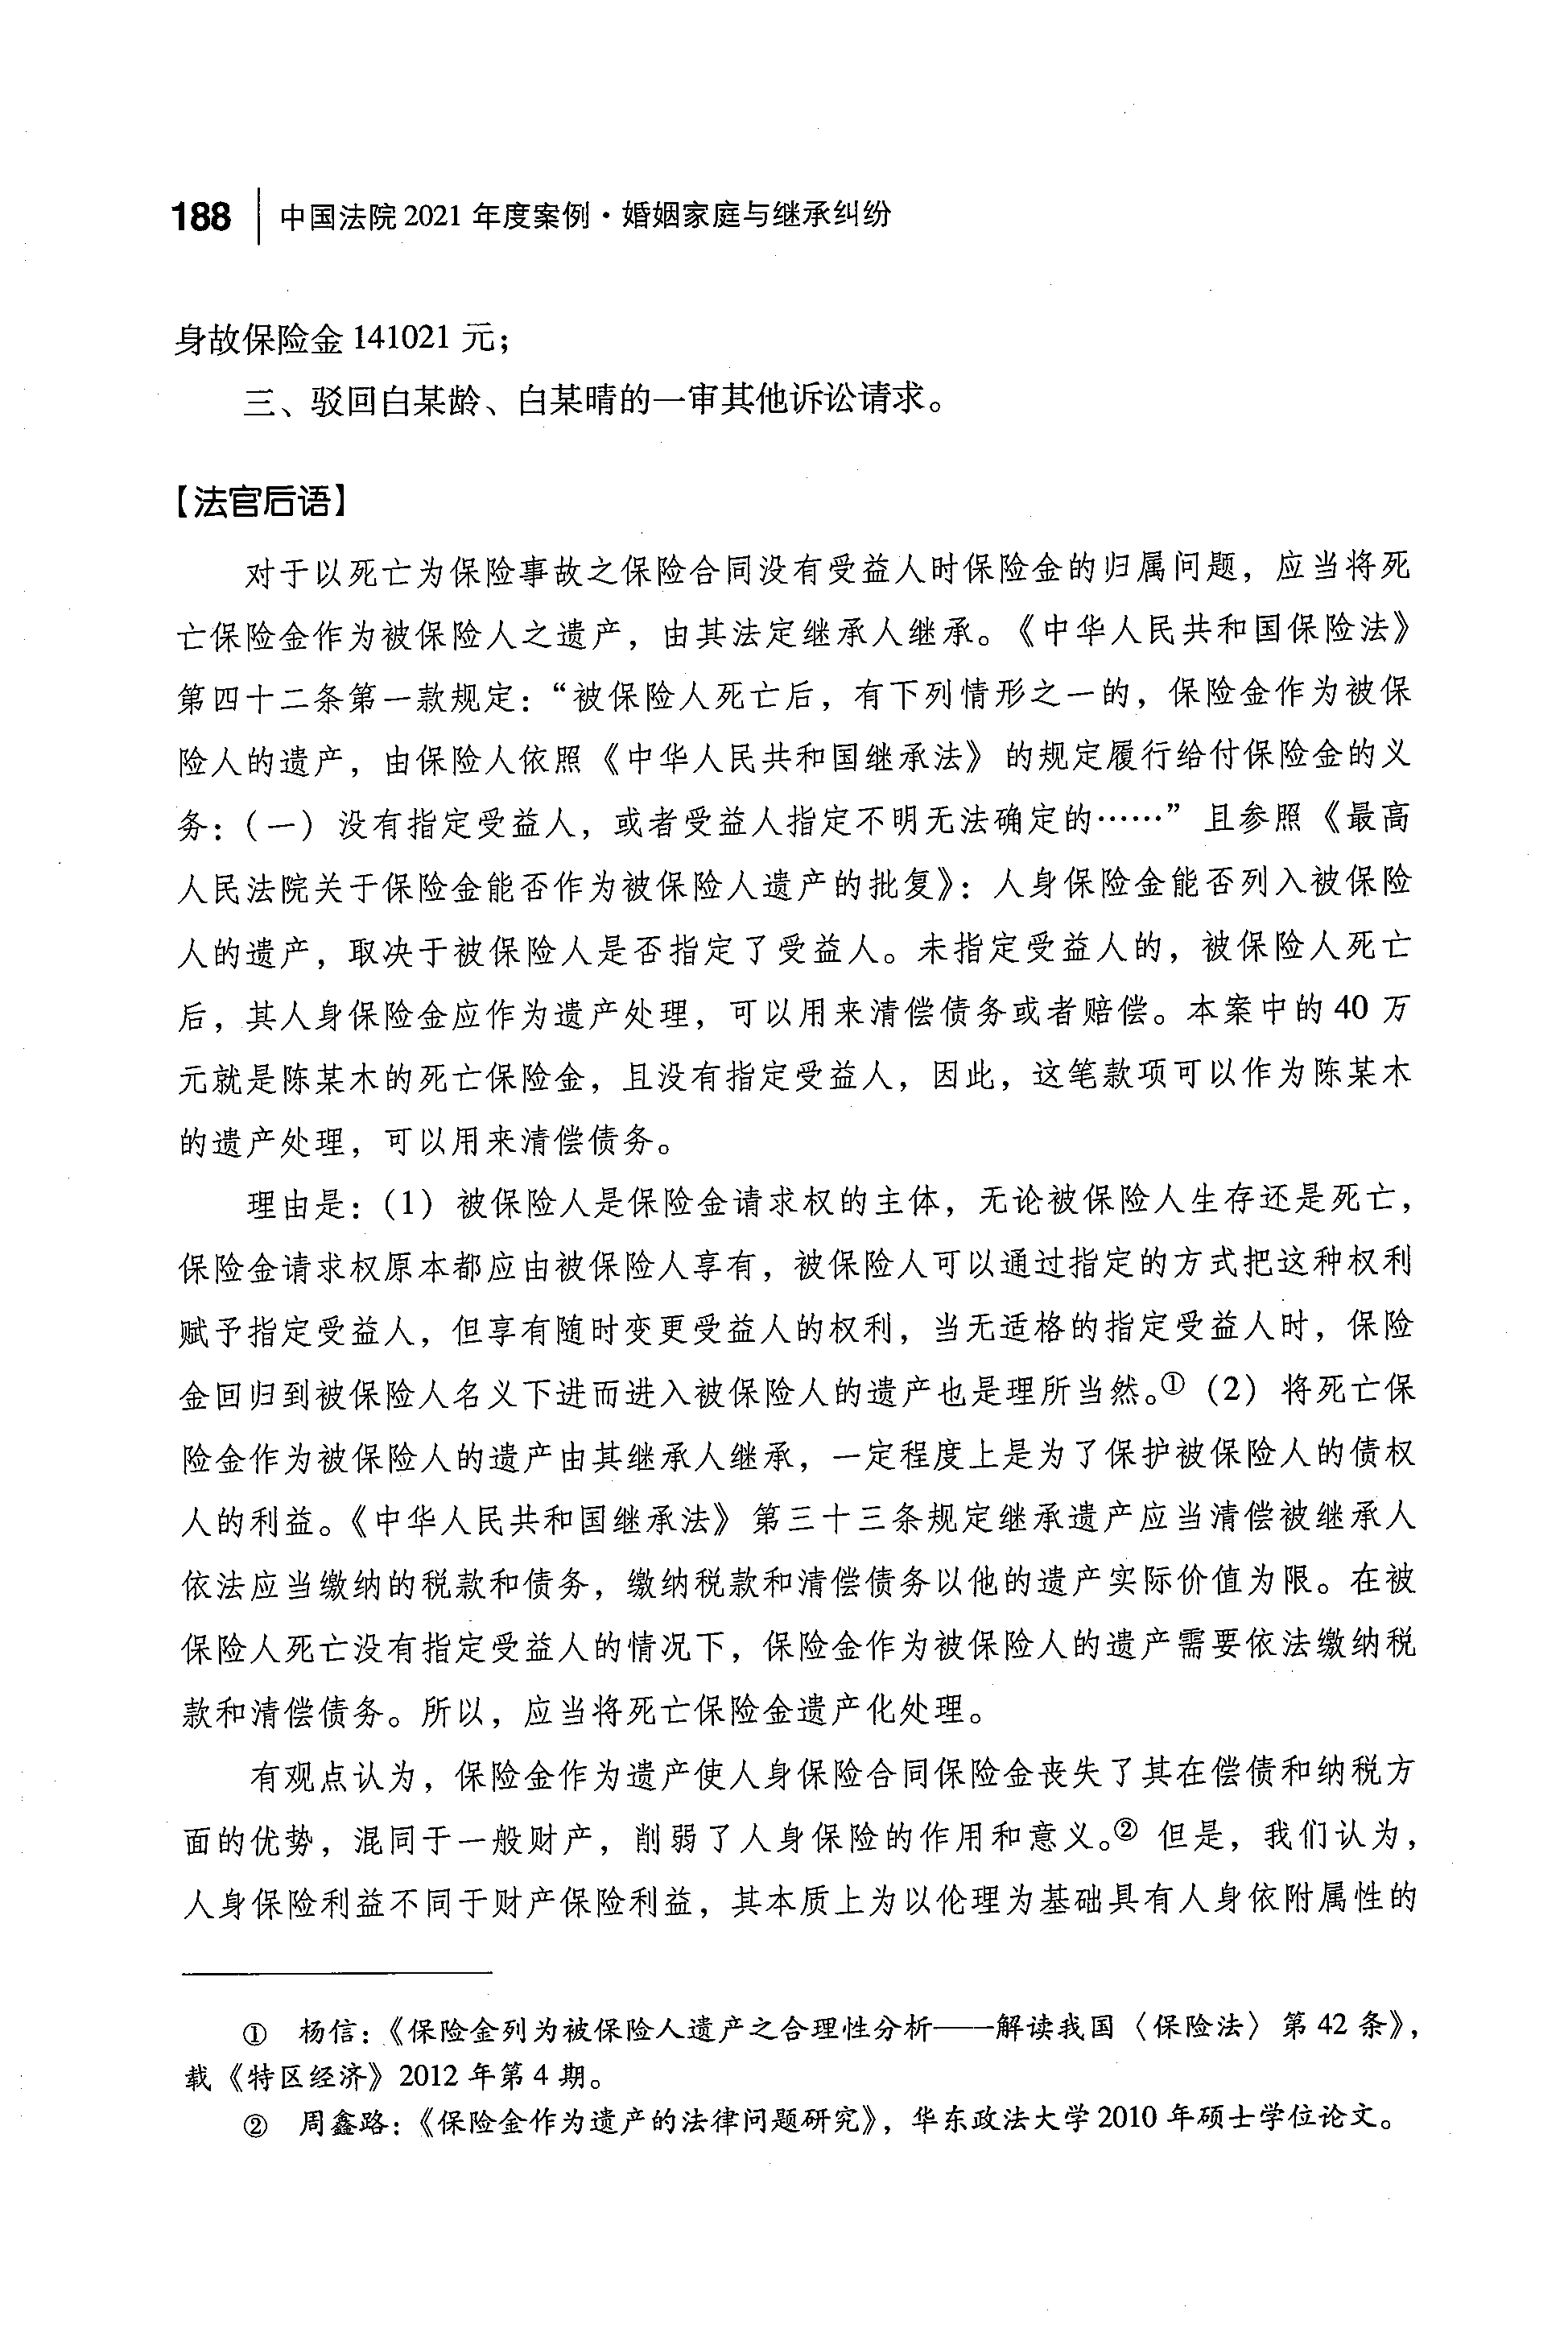 188 中国法院 2021 年度案例·婚姻家庭与继承纠纷
身故保险金 141021 元；
三、驳回白某龄、白某晴的一审其他诉讼请求。
【法官后语】
对于以死亡为保险事故之保险合同没有受益人时保险金的归属问题，应当将死
亡保险金作为被保险人之遗产，由其法定继承人继承。《中华人民共和国保险法》
第四十二条第一款规定：“被保险人死亡后，有下列情形之一的，保险金作为被保
险人的遗产，由保险人依照《中华人民共和国继承法》的规定履行给付保险金的义
务：（一）没有指定受益人，或者受益人指定不明无法确定的……”且参照《最高
人民法院关于保险金能否作为被保险人遗产的批复》：人身保险金能否列入被保险
人的遗产，取决于被保险人是否指定了受益人。未指定受益人的，被保险人死亡
后，其人身保险金应作为遗产处理，可以用来清偿债务或者赔偿。本案中的 40 万
元就是陈某木的死亡保险金，且没有指定受益人，因此，这笔款项可以作为陈某木
的遗产处理，可以用来清偿债务。
理由是：（1）被保险人是保险金请求权的主体，无论被保险人生存还是死亡，
保险金请求权原本都应由被保险人享有，被保险人可以通过指定的方式把这种权利
赋予指定受益人，但享有随时变更受益人的权利，当无适格的指定受益人时，保险
金回归到被保险人名义下进而进入被保险人的遗产也是理所当然。①（2）将死亡保
险金作为被保险人的遗产由其继承人继承，一定程度上是为了保护被保险人的债权
人的利益。《中华人民共和国继承法》第三十三条规定继承遗产应当清偿被继承人
依法应当缴纳的税款和债务，缴纳税款和清偿债务以他的遗产实际价值为限。在被
保险人死亡没有指定受益人的情况下，保险金作为被保险人的遗产需要依法缴纳税
款和清偿债务。所以，应当将死亡保险金遗产化处理。
有观点认为，保险金作为遗产使人身保险合同保险金丧失了其在偿债和纳税方
面的优势，混同于一般财产，削弱了人身保险的作用和意义。②但是，我们认为，
人身保险利益不同于财产保险利益，其本质上为以伦理为基础具有人身依附属性的
① 杨信：《保险金列为被保险人遗产之合理性分析——解读我国〈保险法〉第 42 条》，
载《特区经济》2012 年第 4 期。
② 周鑫路：《保险金作为遗产的法律问题研究》，华东政法大学 2010 年硕士学位论文。